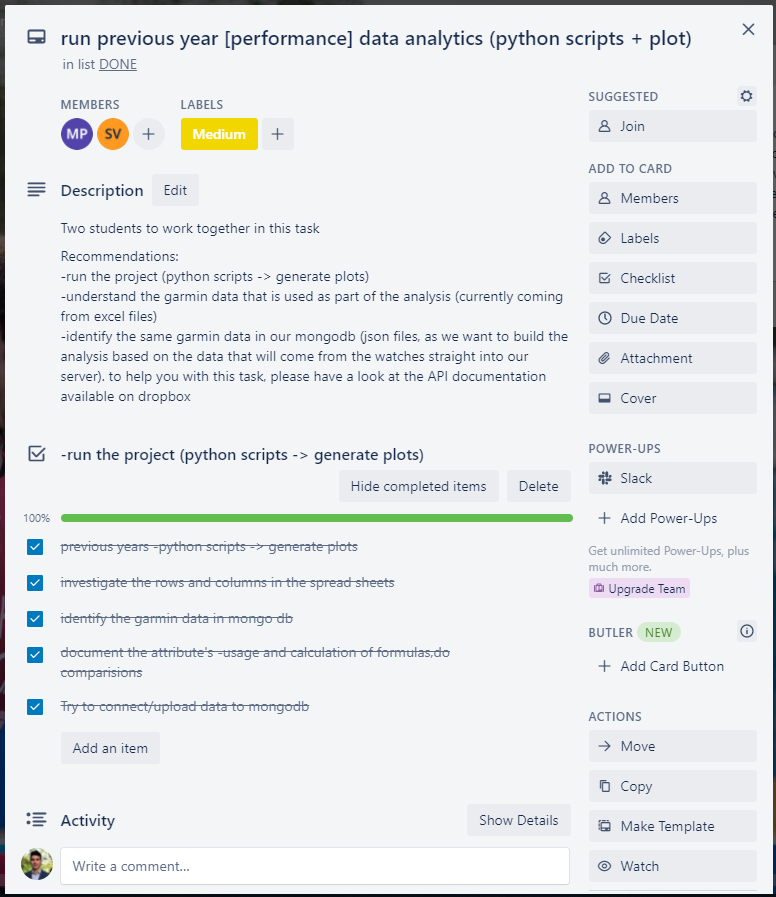 run previous year [performance] data analytics (python scripts + plot)
in list DONE
MEMBERS
LABELS
MP
SV
Medium
Description
Edit
Two students to work together in this task
Recommendations:
-run the project (python scripts -> generate plots)
-understand the garmin data that is used as part of the analysis (currently coming
from excel files)
-identify the same garmin data in our mongodb (json files, as we want to build the
analysis based on the data that will come from the watches straight into our
server). to help you with this task, please have a look at the API documentation
available on dropbox
-run the project (python scripts -> generate plots)
Hide completed items
Delete
100%
previous years -python scripts -> generate plots
investigate the rows and columns in the spread sheets
identify the garmin data in mongo db
document the attribute's -usage and calculation of formulas,do
comparisions
Try to connect/upload data to mongodb
Add an item
Activity
Show Details
Write a comment...
SUGGESTED
Join
ADD TO CARD
Members
Labels
Checklist
Due Date
Attachment
Cover
POWER-UPS
Slack
Add Power-Ups
Get unlimited Power-Ups, plus
much more.
Upgrade Team
BUTLER
NEW
Add Card Button
ACTIONS
Move
Copy
Make Template
Watch